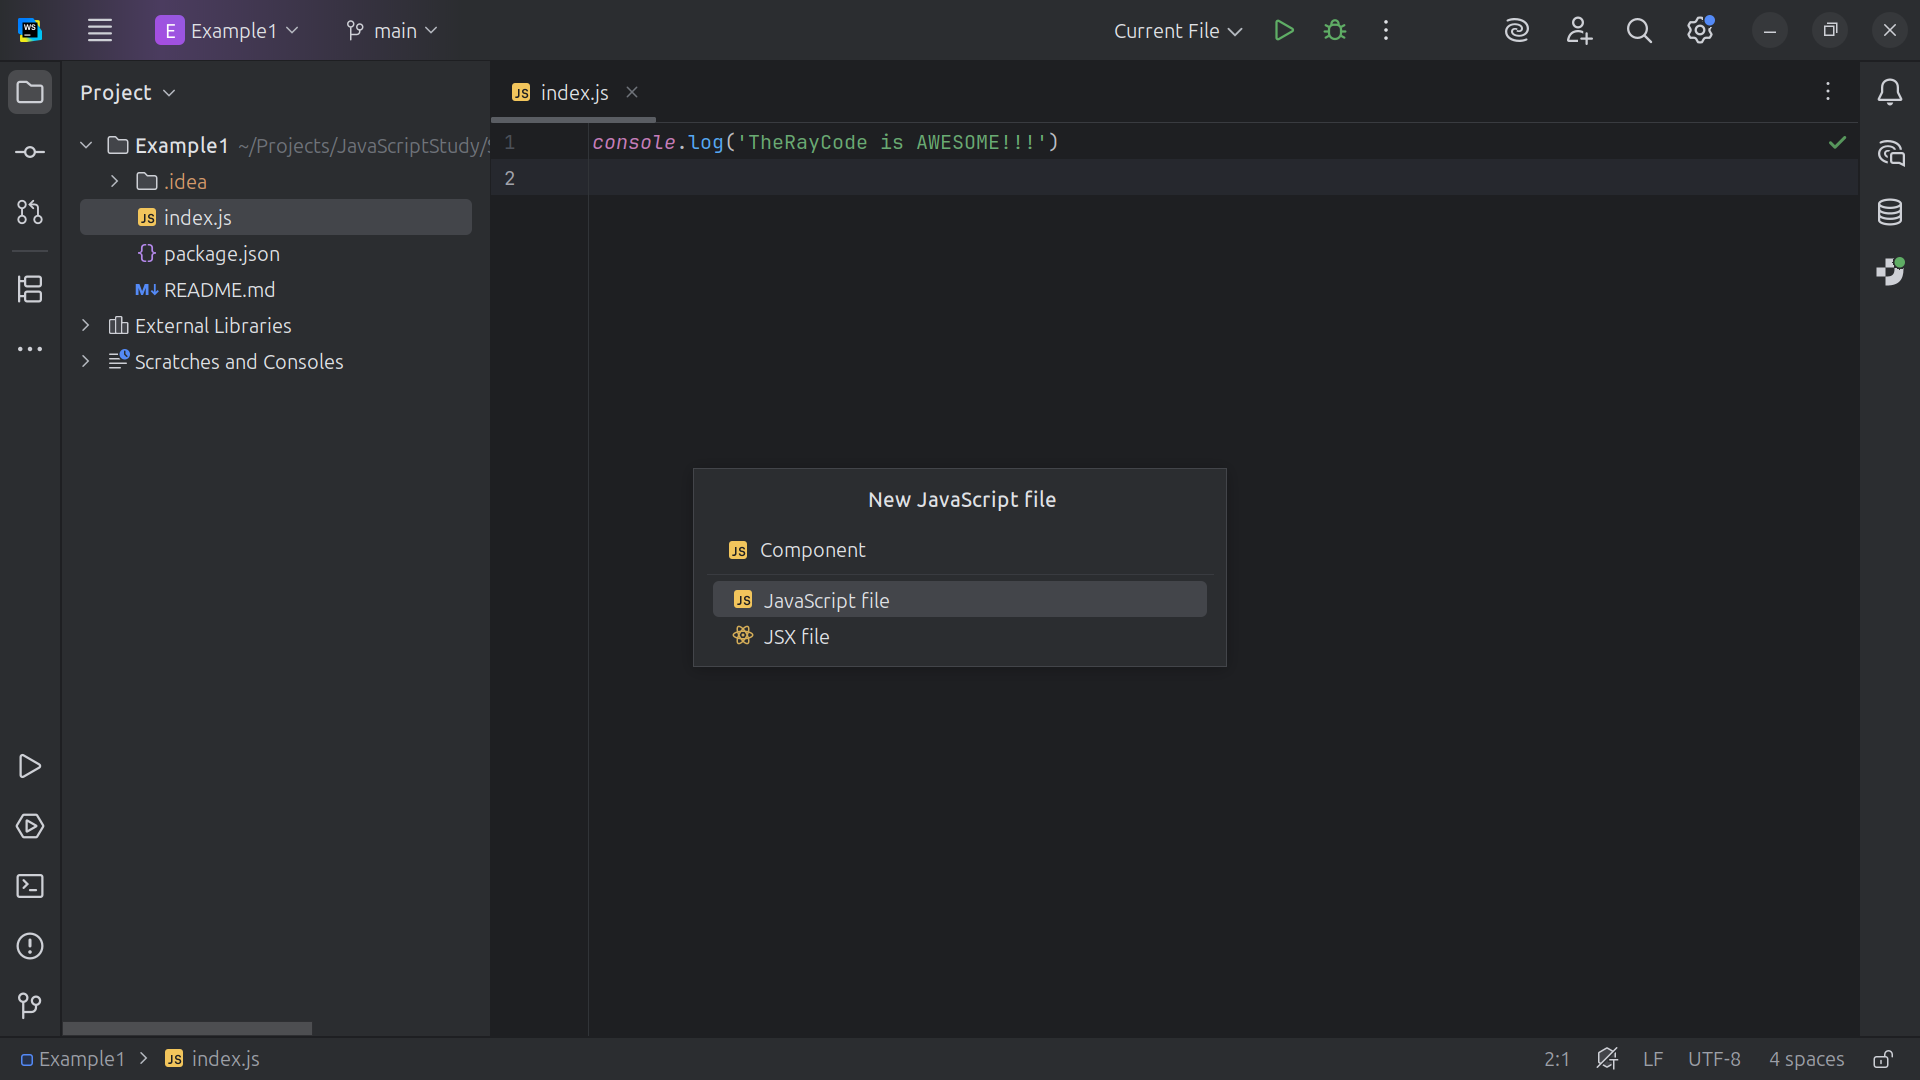 WS
E Example1
main
Current File
Project
JS index.js
Example1 ~/Projects/JavaScriptStudy/
.idea
JS index.js
{} package.json
M↓ README.md
External Libraries
Scratches and Consoles
1 console.log('TheRayCode is AWESOME!!!')
2
New JavaScript file
JS Component
JS JavaScript file
JSX file
Example1 > JS index.js
2:1
LF
UTF-8
4 spaces